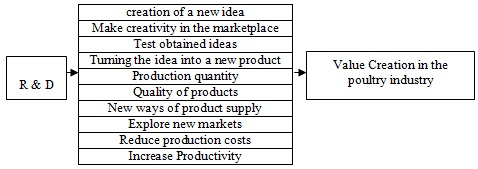 R & D
creation of a new idea
Make creativity in the marketplace
Test obtained ideas
Turning the idea into a new product
Production quantity
Quality of products
New ways of product supply
Explore new markets
Reduce production costs
Increase Productivity
Value Creation in the
poultry industry